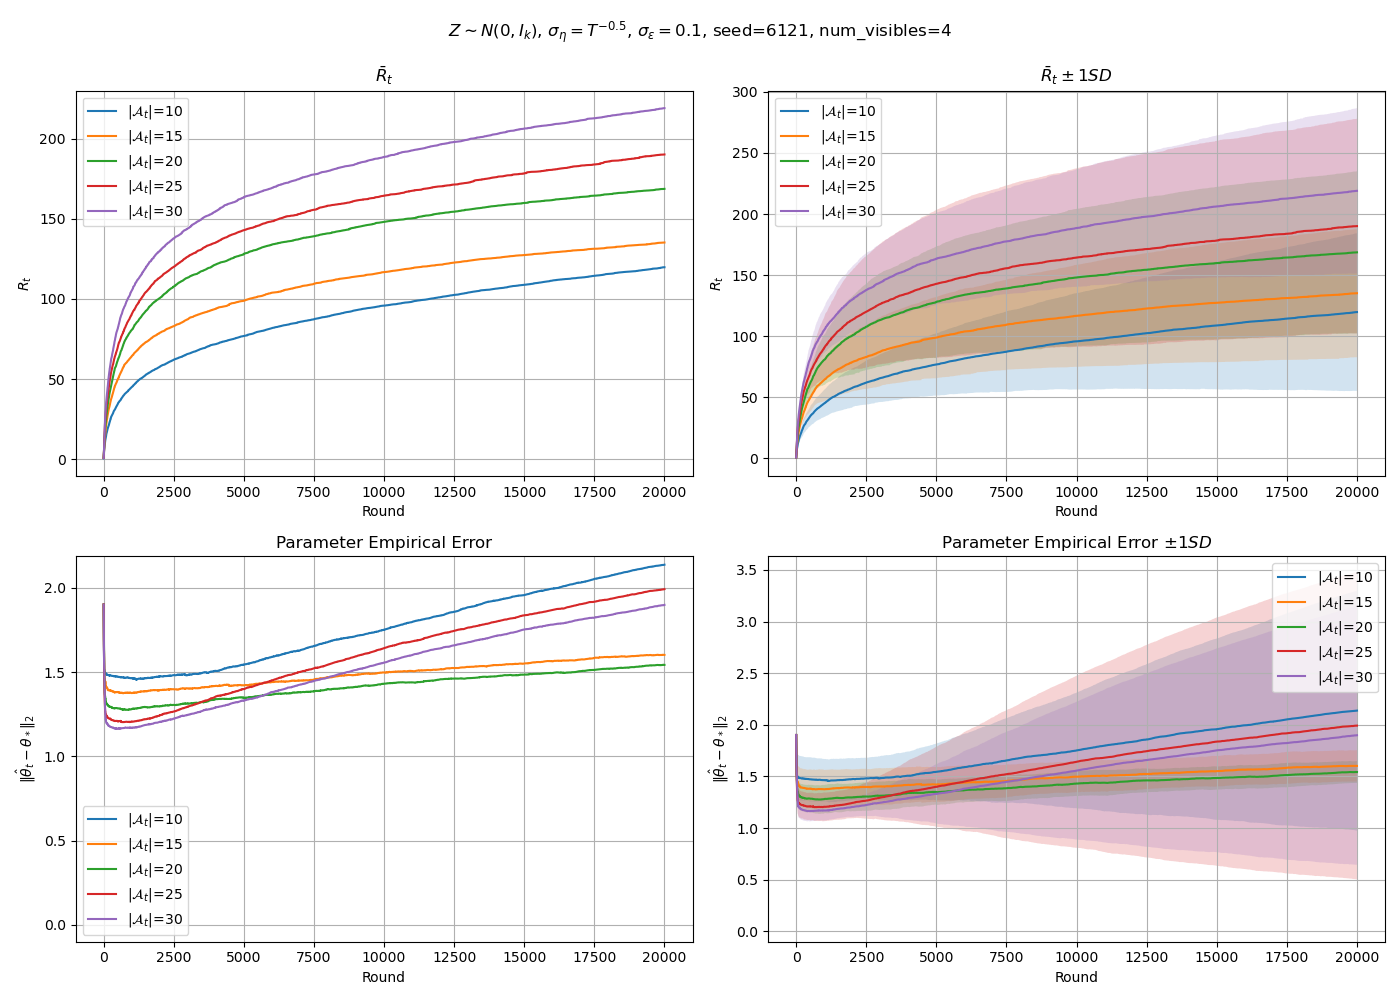 Z ∼ N(0, I_k), σ_η = T^{−0.5}, σ_ε = 0.1, seed=6121, num_visibles=4
R̄_t
|𝒜_t|=10
|𝒜_t|=15
|𝒜_t|=20
|𝒜_t|=25
|𝒜_t|=30
200
150
100
50
0
R_t
0 2500 5000 7500 10000 12500 15000 17500 20000
Round
R̄_t ± 1SD
|𝒜_t|=10
|𝒜_t|=15
|𝒜_t|=20
|𝒜_t|=25
|𝒜_t|=30
300
250
200
150
100
50
0
R_t
0 2500 5000 7500 10000 12500 15000 17500 20000
Round
Parameter Empirical Error
2.0
1.5
1.0
0.5
0.0
‖θ̂_t − θ_*‖_2
|𝒜_t|=10
|𝒜_t|=15
|𝒜_t|=20
|𝒜_t|=25
|𝒜_t|=30
0 2500 5000 7500 10000 12500 15000 17500 20000
Round
Parameter Empirical Error ±1SD
|𝒜_t|=10
|𝒜_t|=15
|𝒜_t|=20
|𝒜_t|=25
|𝒜_t|=30
3.5
3.0
2.5
2.0
1.5
1.0
0.5
0.0
‖θ̂_t − θ_*‖_2
0 2500 5000 7500 10000 12500 15000 17500 20000
Round